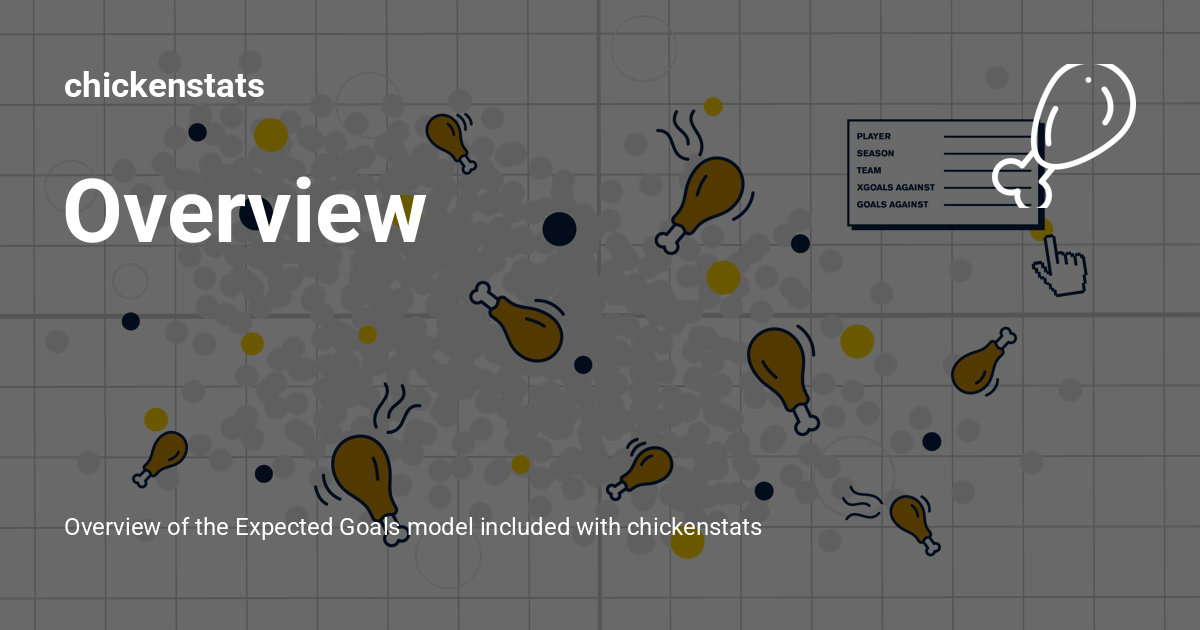 chickenstats
Overview
PLAYER
SEASON
TEAM
XGOALS AGAINST
GOALS AGAINST
Overview of the Expected Goals model included with chickenstats